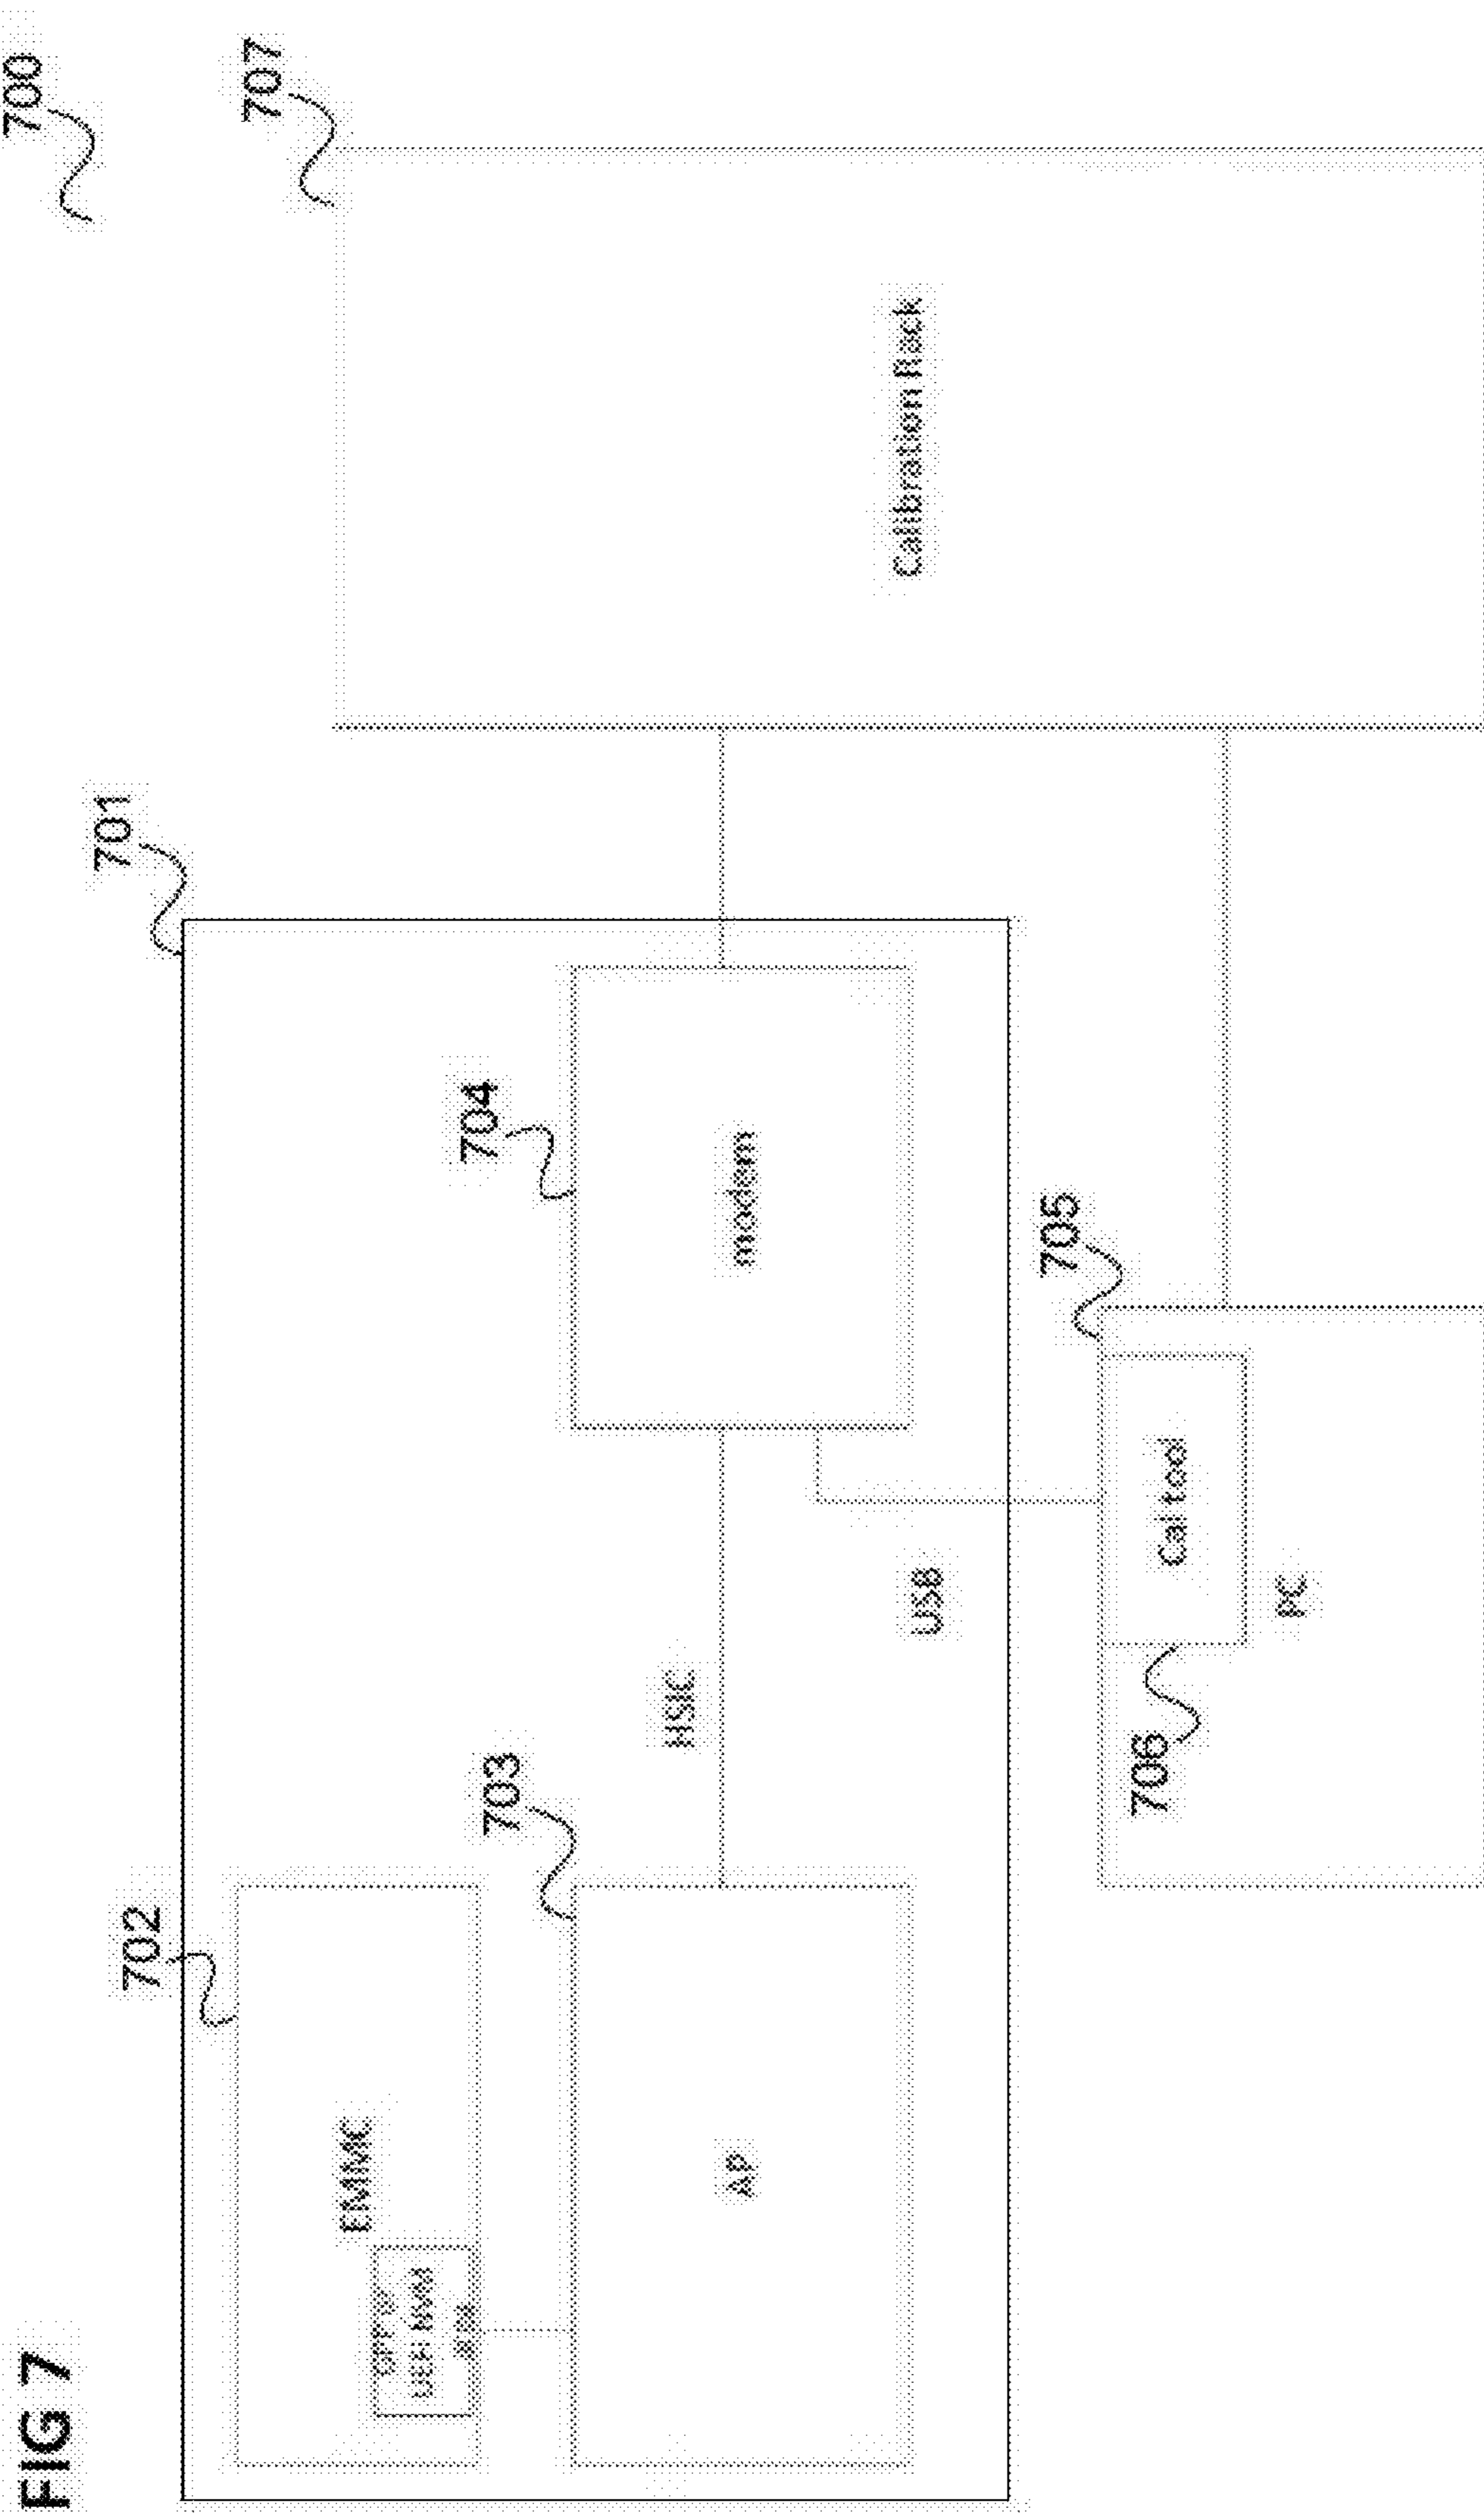 FIG 7
700
701
707
702
EMMC
703
AP
HSIC
704
modem
USB
705
Cal tool
706
PC
Calibration Rack